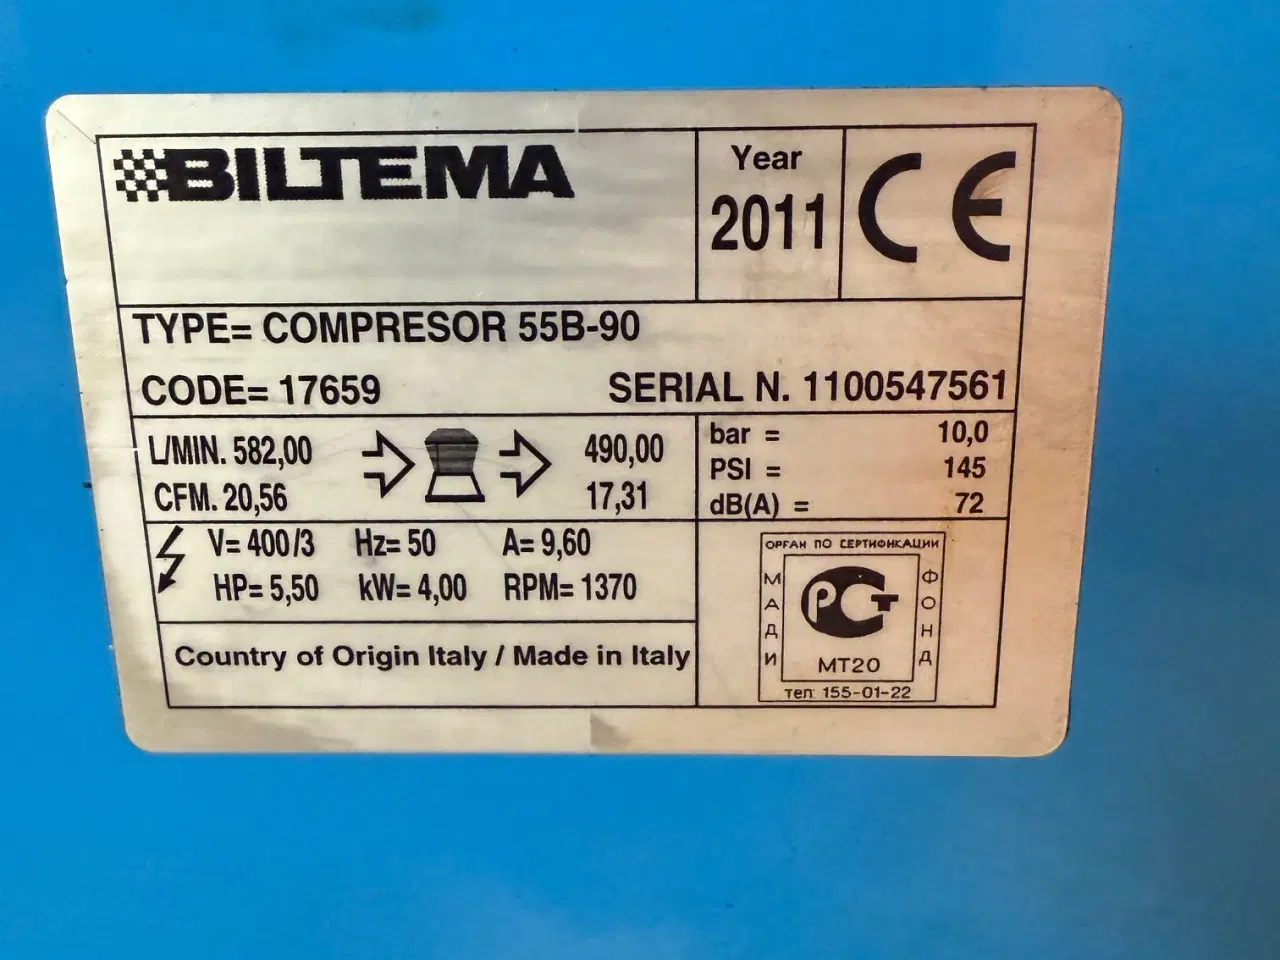 BILTEMA
Year
2011
CE
TYPE= COMPRESOR 55B-90
CODE= 17659 SERIAL N. 1100547561
L/MIN. 582,00 490,00
CFM. 20,56 17,31
bar = 10,0
PSI = 145
dB(A) = 72
V= 400/3 Hz= 50 A= 9,60
HP= 5,50 kW= 4,00 RPM= 1370
Country of Origin Italy / Made in Italy
ОРГАН ПО СЕРТИФИКАЦИИ
МАДИ
ФОНД
РСТ
МТ20
тел 155-01-22